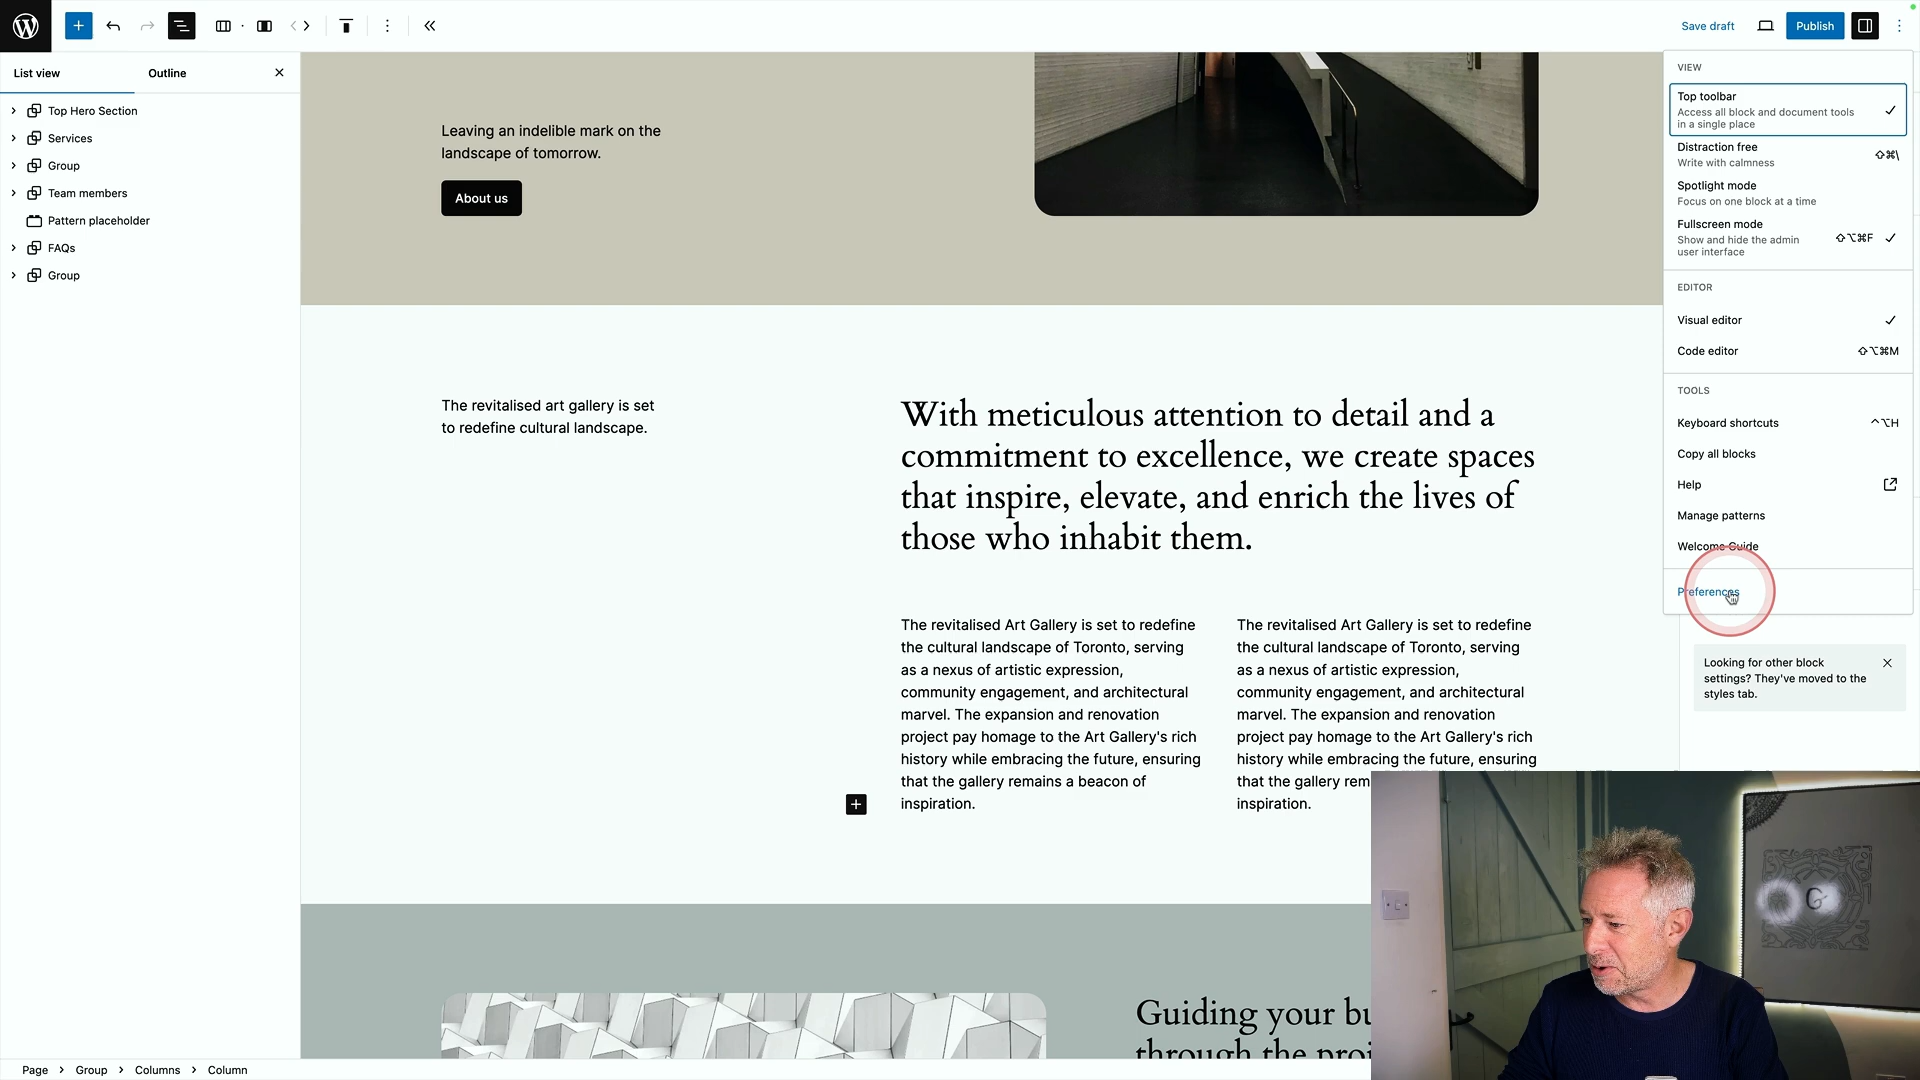 Save draft
Publish
List view
Outline
Top Hero Section
Services
Group
Team members
Pattern placeholder
FAQs
Group
Leaving an indelible mark on the
landscape of tomorrow.
About us
The revitalised art gallery is set
to redefine cultural landscape.
With meticulous attention to detail and a
commitment to excellence, we create spaces
that inspire, elevate, and enrich the lives of
those who inhabit them.
The revitalised Art Gallery is set to redefine
the cultural landscape of Toronto, serving
as a nexus of artistic expression,
community engagement, and architectural
marvel. The expansion and renovation
project pay homage to the Art Gallery's rich
history while embracing the future, ensuring
that the gallery remains a beacon of
inspiration.
The revitalised Art Gallery is set to redefine
the cultural landscape of Toronto, serving
as a nexus of artistic expression,
community engagement, and architectural
marvel. The expansion and renovation
project pay homage to the Art Gallery's rich
history while embracing the future, ensuring
that the gallery rem
inspiration.
Guiding your bu
through the proj
VIEW
Top toolbar
Access all block and document tools
in a single place
Distraction free
Write with calmness
⇧⌘\
Spotlight mode
Focus on one block at a time
Fullscreen mode
Show and hide the admin
user interface
⇧⌥⌘F
EDITOR
Visual editor
Code editor ⇧⌥⌘M
TOOLS
Keyboard shortcuts ⌃⌥H
Copy all blocks
Help
Manage patterns
Welcome Guide
Preferences
Looking for other block
settings? They've moved to the
styles tab.
G
Page > Group > Columns > Column